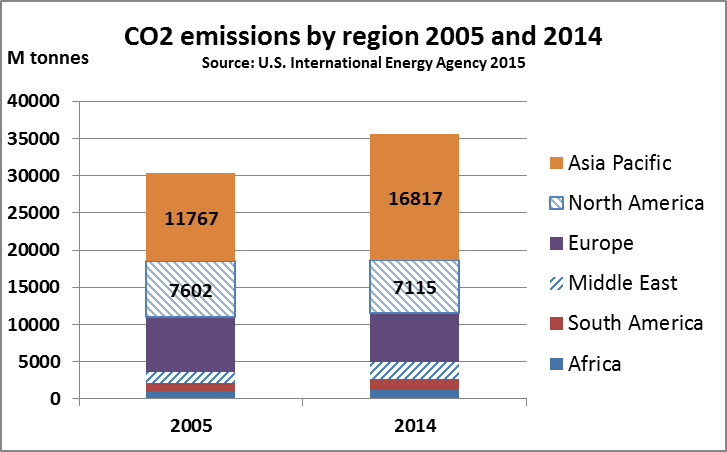 CO2 emissions by region 2005 and 2014
M tonnes
Source: U.S. International Energy Agency 2015
40000
35000
30000
25000
20000
15000
10000
5000
0
11767
7602
16817
7115
2005
2014
Asia Pacific
North America
Europe
Middle East
South America
Africa